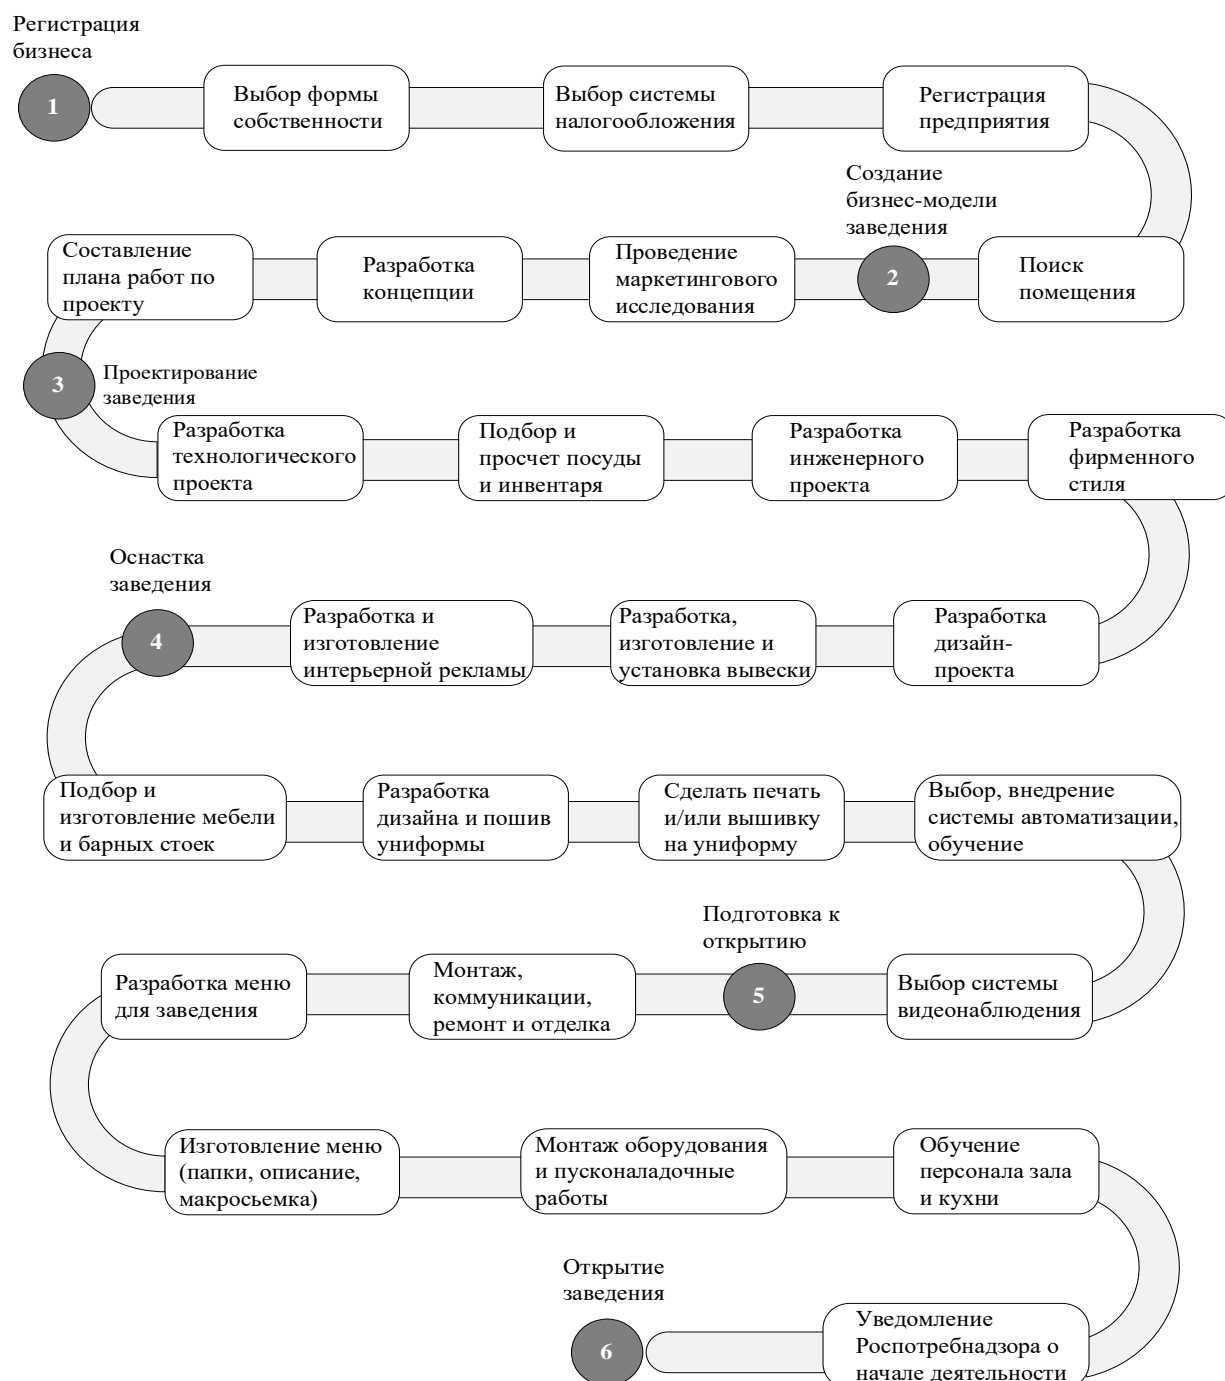 Регистрация
бизнеса
1
Выбор формы
собственности
Выбор системы
налогообложения
Регистрация
предприятия
Создание
бизнес-модели
заведения
Составление
плана работ по
проекту
Разработка
концепции
Проведение
маркетингового
исследования
2
Поиск
помещения
3
Проектирование
заведения
Разработка
технологического
проекта
Подбор и
просчет посуды
и инвентаря
Разработка
инженерного
проекта
Разработка
фирменного
стиля
Оснастка
заведения
4
Разработка и
изготовление
интерьерной рекламы
Разработка,
изготовление и
установка вывески
Разработка
дизайн-
проекта
Подбор и
изготовление мебели
и барных стоек
Разработка
дизайна и пошив
униформы
Сделать печать
и/или вышивку
на униформу
Выбор, внедрение
системы автоматизации,
обучение
Подготовка к
открытию
Разработка меню
для заведения
Монтаж,
коммуникации,
ремонт и отделка
5
Выбор системы
видеонаблюдения
Изготовление меню
(папки, описание,
макросьемка)
Монтаж оборудования
и пусконаладочные
работы
Обучение
персонала зала
и кухни
Открытие
заведения
6
Уведомление
Роспотребнадзора о
начале деятельности